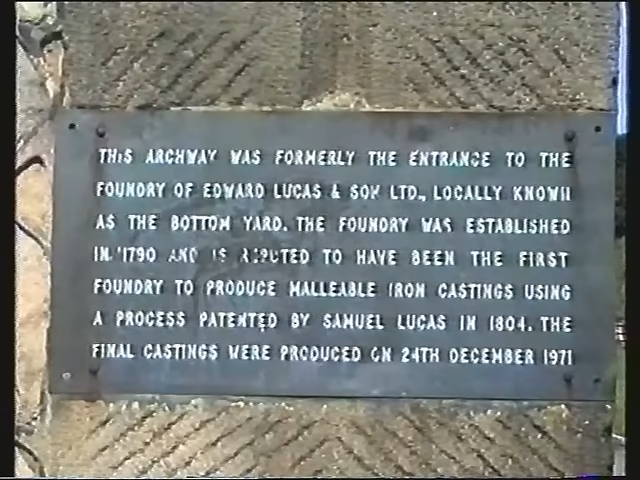 THIS ARCHWAY WAS FORMERLY THE ENTRANCE TO THE
FOUNDRY OF EDWARD LUCAS & SON LTD., LOCALLY KNOWN
AS THE BOTTOM YARD. THE FOUNDRY WAS ESTABLISHED
IN 1790 AND IS REPUTED TO HAVE BEEN THE FIRST
FOUNDRY TO PRODUCE MALLEABLE IRON CASTINGS USING
A PROCESS PATENTED BY SAMUEL LUCAS IN 1804. THE
FINAL CASTINGS WERE PRODUCED ON 24TH DECEMBER 1971